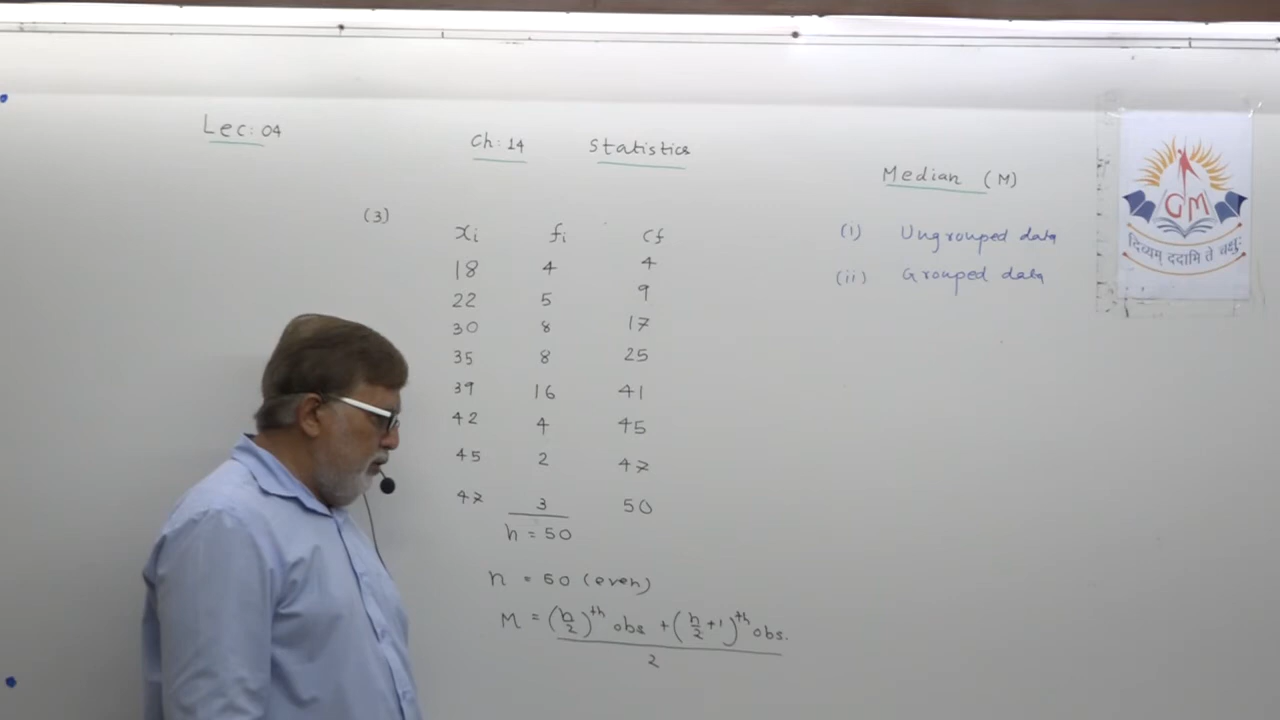 Lec: 04
Ch: 14 Statistics
Median (M)
(i) Ungrouped data
(ii) Grouped data
GM
दिव्यम् ददामि ते चक्षुः
(3)
xi fi cf
18 4 4
22 5 9
30 8 17
35 8 25
39 16 41
42 4 45
45 2 47
47 3 50
n = 50
n = 50 (even)
M = (n/2)th obs + (n/2 +1)th obs.
2